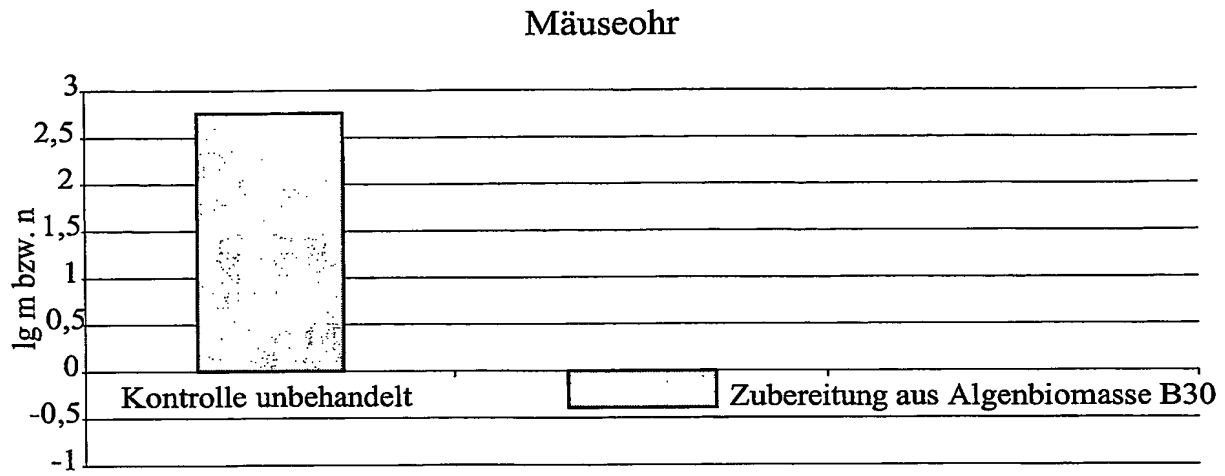 Mäuseohr
lg m bzw. n
3
2,5
2
1,5
1
0,5
0
Kontrolle unbehandelt
Zubereitung aus Algenbiomasse B30
-0,5
-1